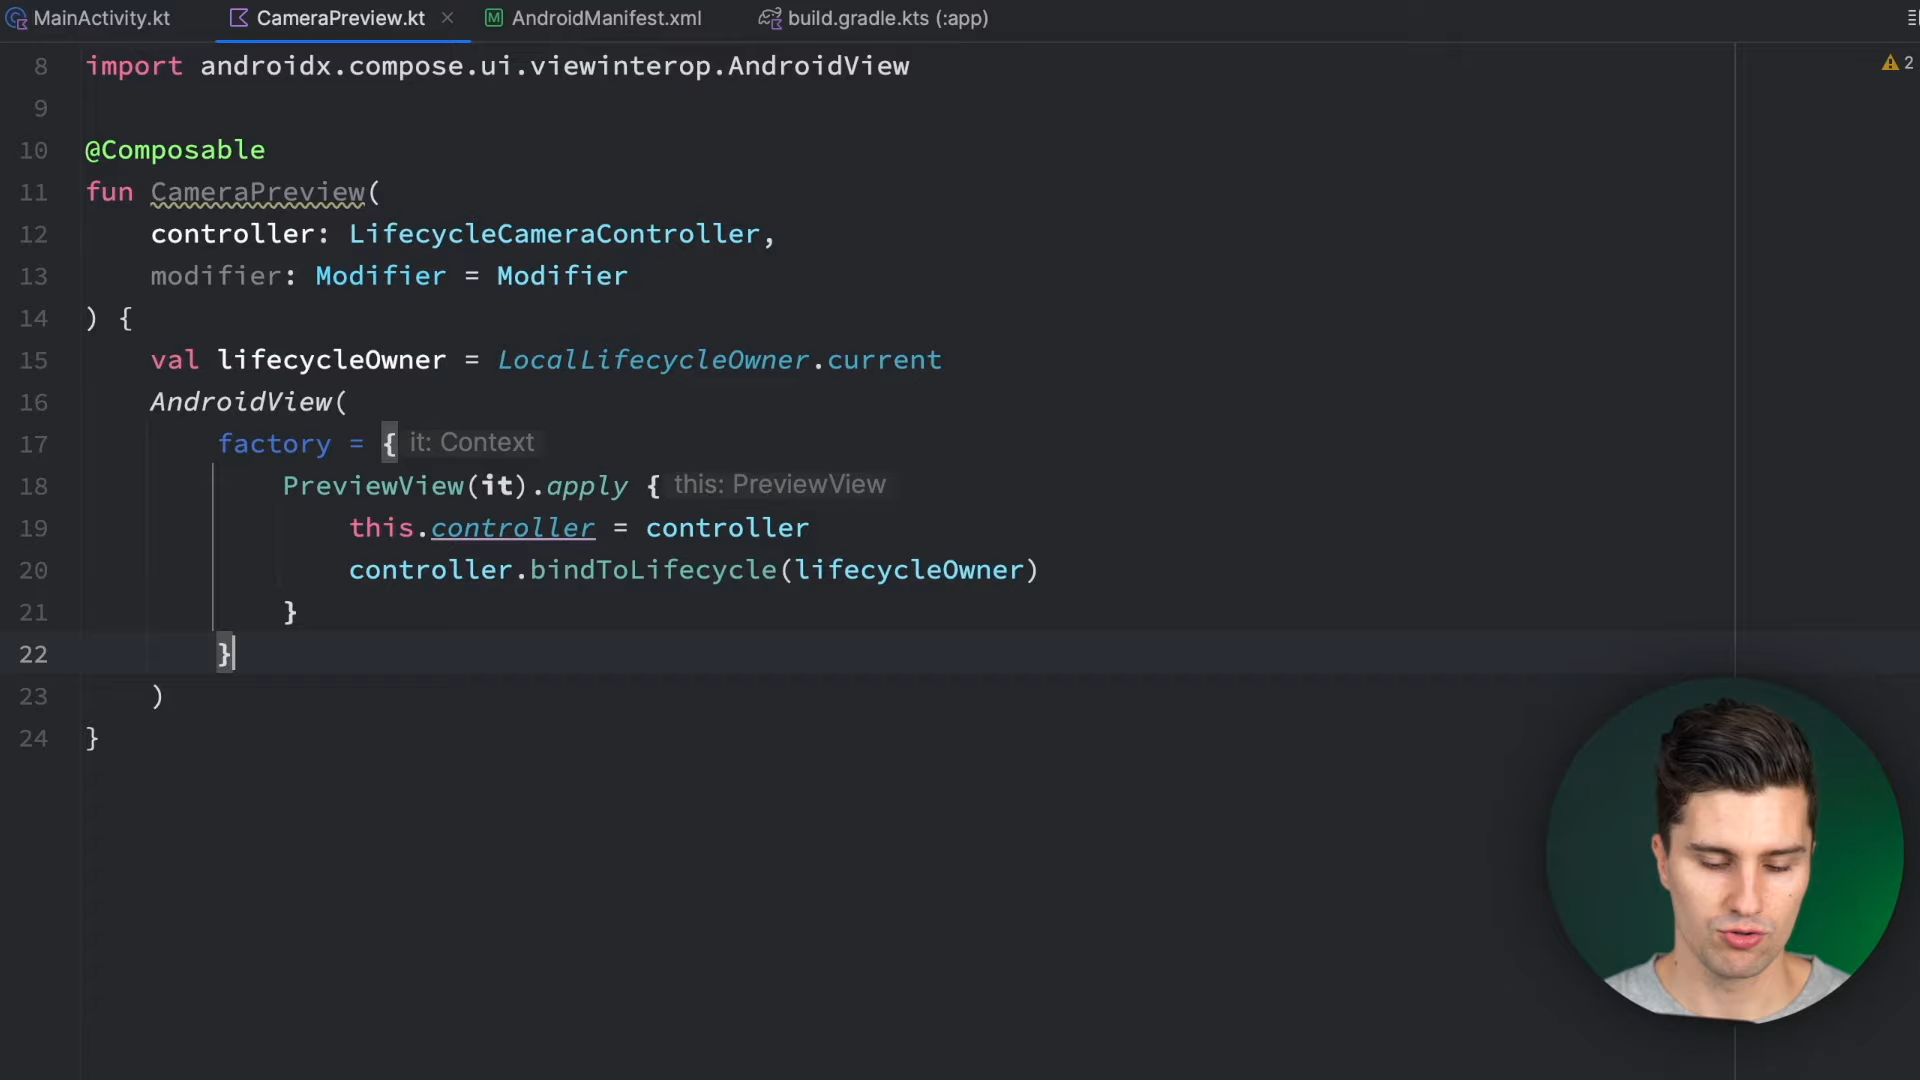 MainActivity.kt CameraPreview.kt AndroidManifest.xml build.gradle.kts (:app)
2
8 import androidx.compose.ui.viewinterop.AndroidView
9
10 @Composable
11 fun CameraPreview(
12 controller: LifecycleCameraController,
13 modifier: Modifier = Modifier
14 ) {
15 val lifecycleOwner = LocalLifecycleOwner.current
16 AndroidView(
17 factory = { it: Context
18 PreviewView(it).apply { this: PreviewView
19 this.controller = controller
20 controller.bindToLifecycle(lifecycleOwner)
21 }
22 }
23 )
24 }